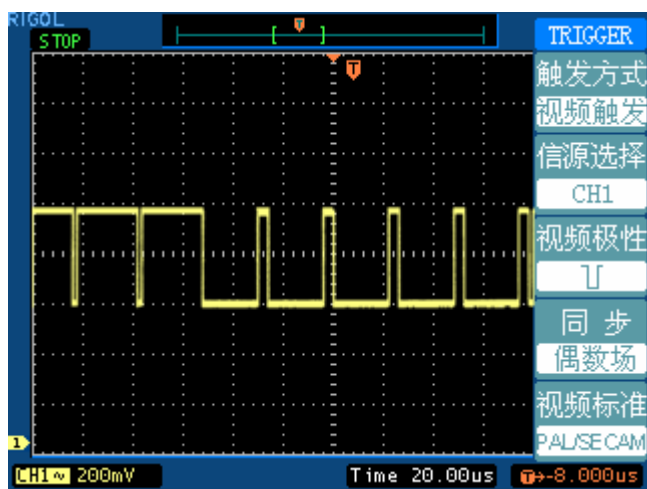 RIGOL
STOP
T
T
TRIGGER
触发方式
视频触发
信源选择
CH1
视频极性
同 步
偶数场
视频标准
PAL/SECAM
1
CH1~ 200mV
Time 20.00us
T→-8.000us